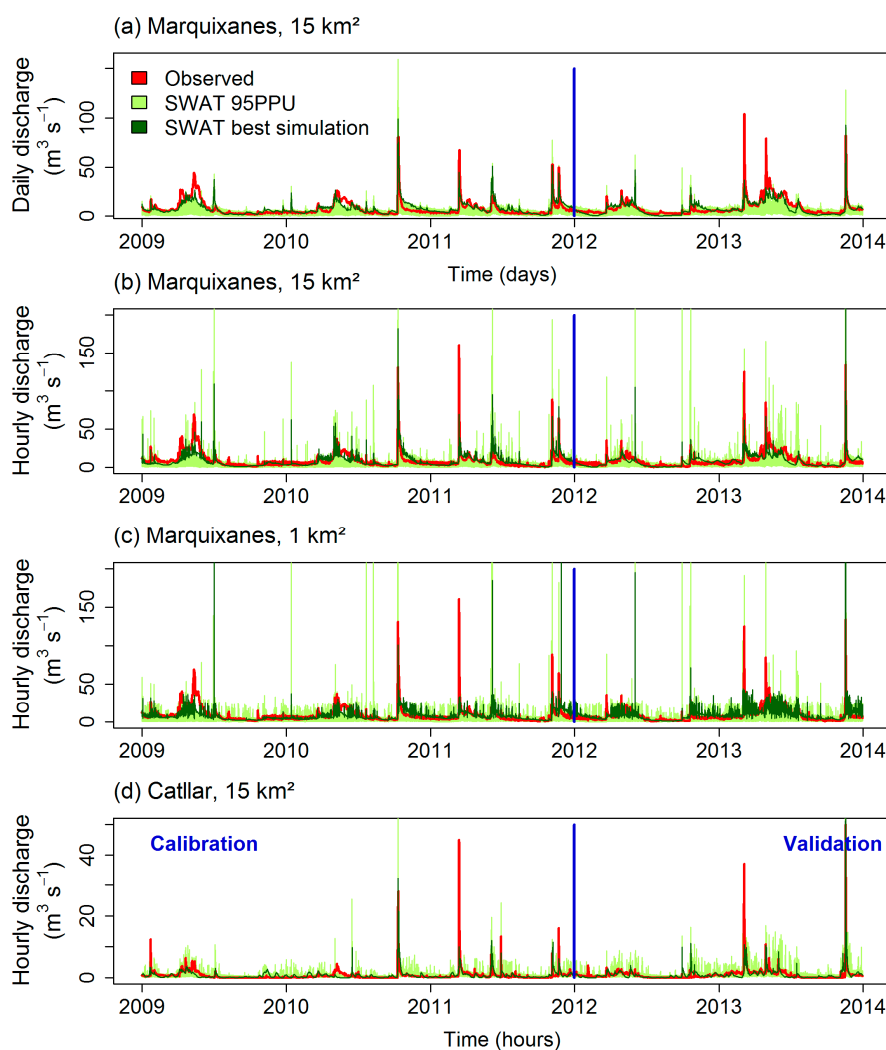 (a) Marquixanes, 15 km²
Daily discharge
(m³ s⁻¹)
0
50
100
Observed
SWAT 95PPU
SWAT best simulation
2009 2010 2011 2012 2013 2014
Time (days)
(b) Marquixanes, 15 km²
Hourly discharge
(m³ s⁻¹)
0
50
150
2009 2010 2011 2012 2013 2014
(c) Marquixanes, 1 km²
Hourly discharge
(m³ s⁻¹)
0
50
150
2009 2010 2011 2012 2013 2014
(d) Catllar, 15 km²
Hourly discharge
(m³ s⁻¹)
0
20
40
Calibration
Validation
2009 2010 2011 2012 2013 2014
Time (hours)